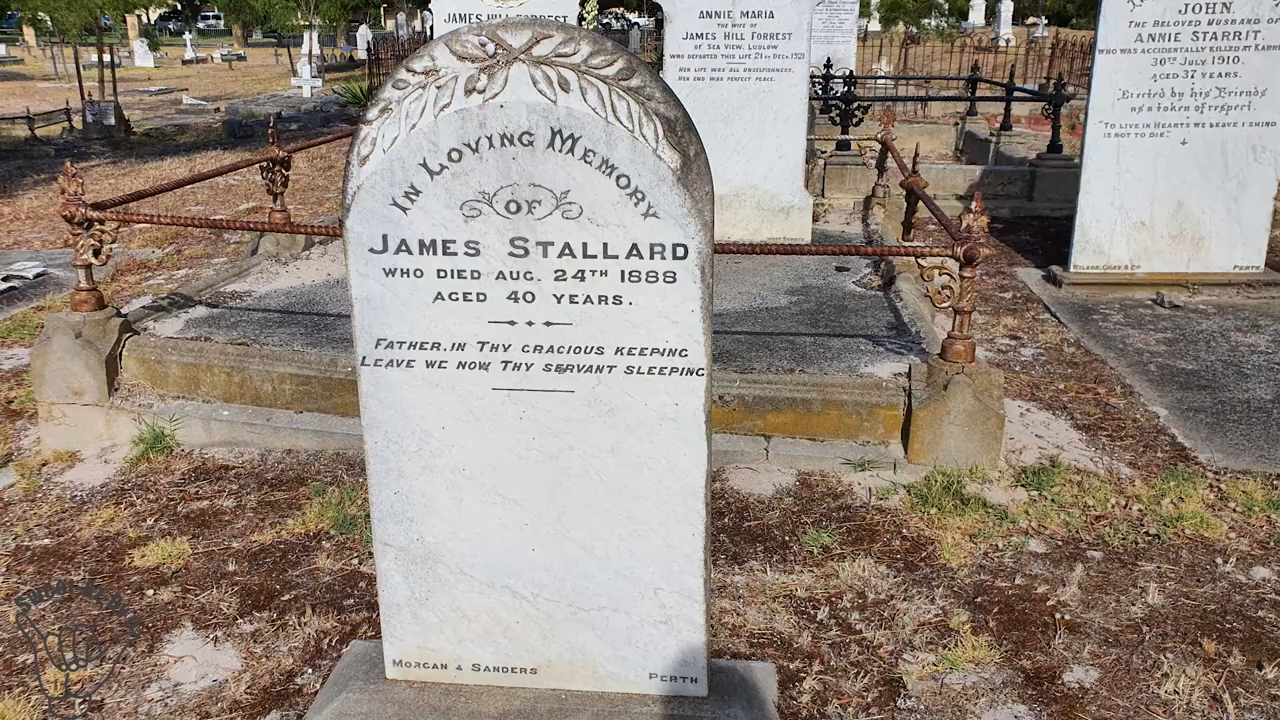 IN LOVING MEMORY
OF
JAMES STALLARD
WHO DIED AUG. 24TH 1888
AGED 40 YEARS.
FATHER, IN THY GRACIOUS KEEPING
LEAVE WE NOW THY SERVANT SLEEPING
MORGAN & SANDERS
PERTH
JAMES HILL FORREST
ANNIE MARIA
WIFE OF
JAMES HILL FORREST
OF SEA VIEW, LUDLOW
WHO DEPARTED THIS LIFE 21ST DEC. 1921
HER LIFE WAS ALL UNSELFISHNESS,
HER END WAS PERFECT PEACE.
JOHN,
THE BELOVED HUSBAND OF
ANNIE STARRIT.
WHO WAS ACCIDENTALLY KILLED AT
30TH JULY 1910.
AGED 37 YEARS.
Erected by his Friends
as a token of respect.
"TO LIVE IN HEARTS WE LEAVE BEHIND
IS NOT TO DIE."
WILSON, GRAY & CO
PERTH